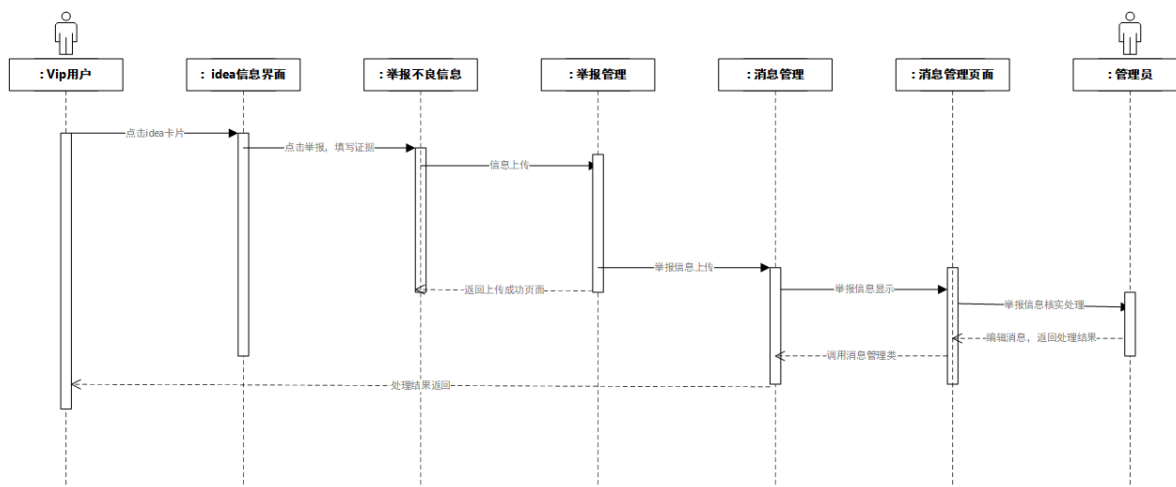 : Vip用户
: idea信息界面
: 举报不良信息
: 举报管理
: 消息管理
: 消息管理页面
: 管理员
点击idea卡片
点击举报，填写证据
信息上传
举报信息上传
返回上传成功页面
举报信息显示
举报信息核实处理
编辑消息，返回处理结果
调用消息管理类
处理结果返回